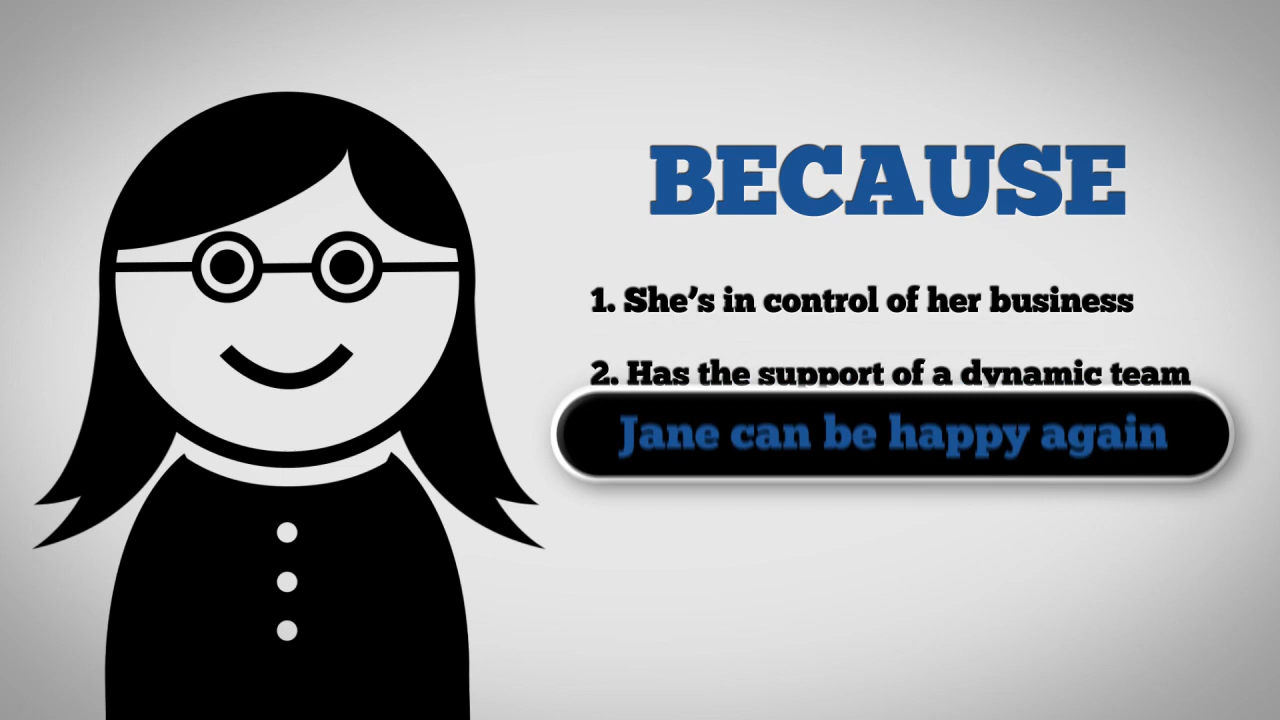 BECAUSE
1. She's in control of her business
2. Has the support of a dynamic team
Jane can be happy again